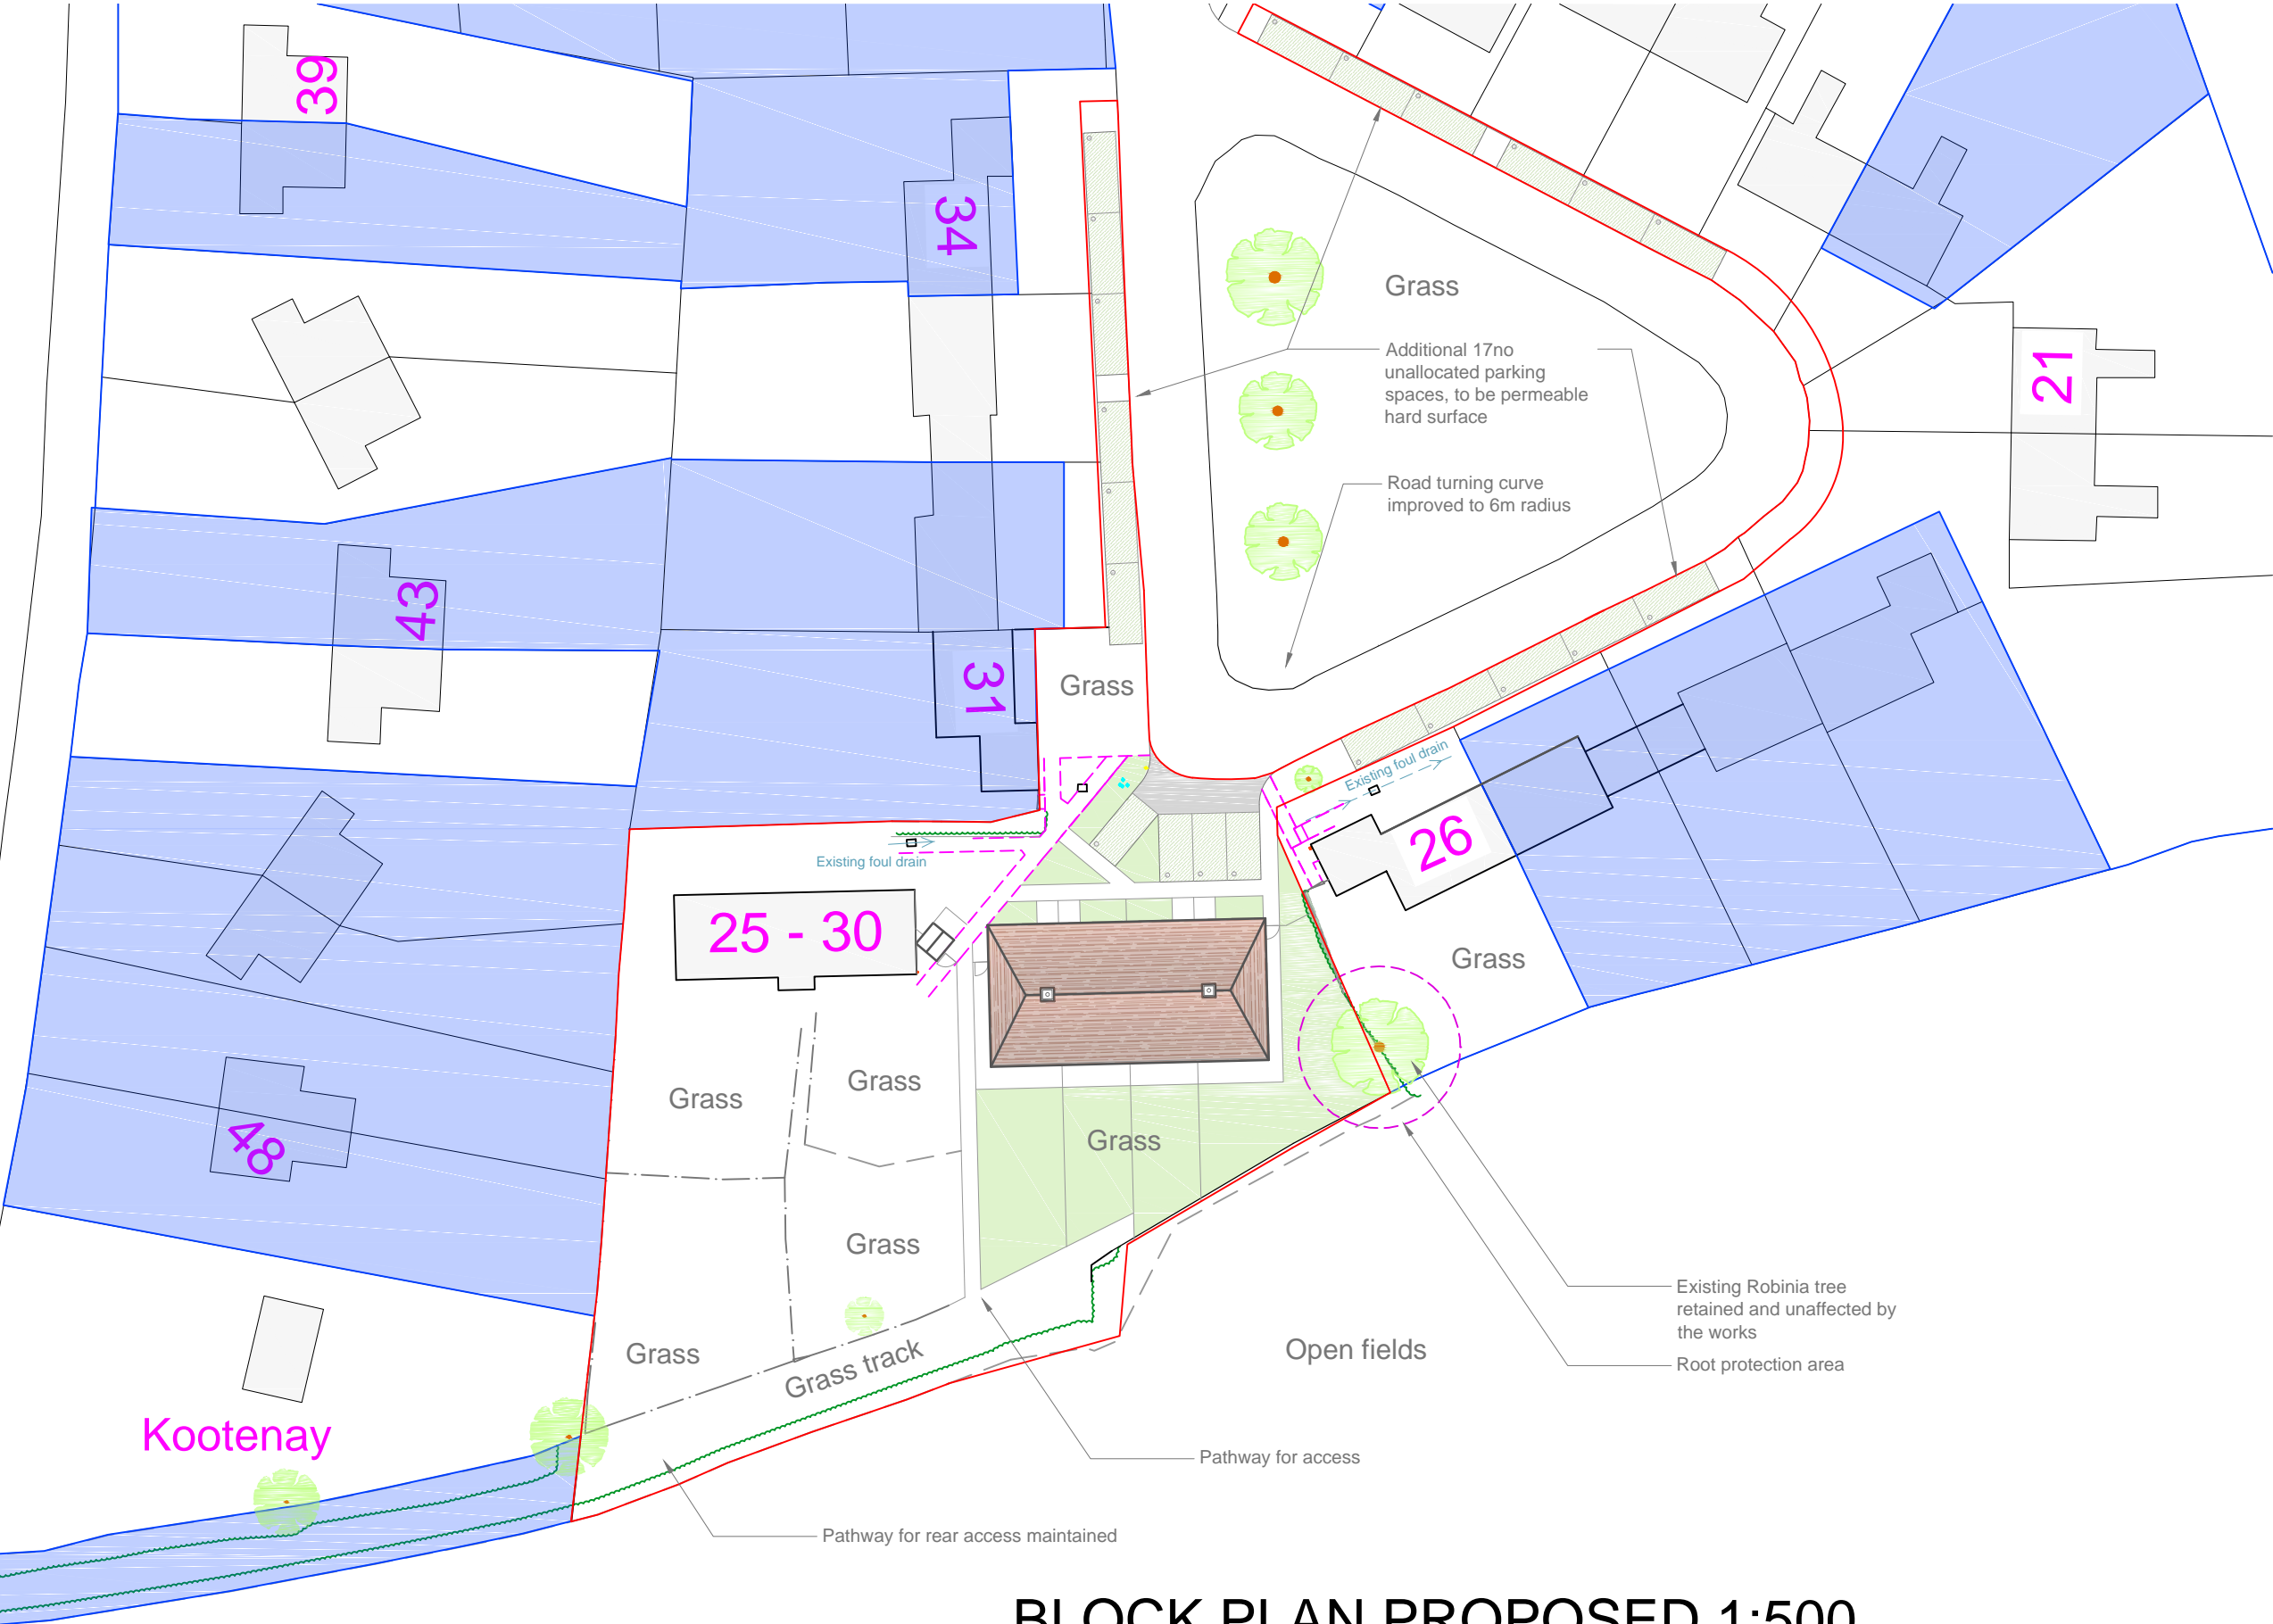 39
34
Grass
Additional 17no
unallocated parking
spaces, to be permeable
hard surface
21
Road turning curve
improved to 6m radius
43
31
Grass
Existing foul drain
Existing foul drain
26
25 - 30
Grass
Grass
Grass
Grass
48
Grass
Existing Robinia tree
retained and unaffected by
the works
Root protection area
Grass
Grass track
Open fields
Kootenay
Pathway for access
Pathway for rear access maintained
BLOCK PLAN PROPOSED 1:500